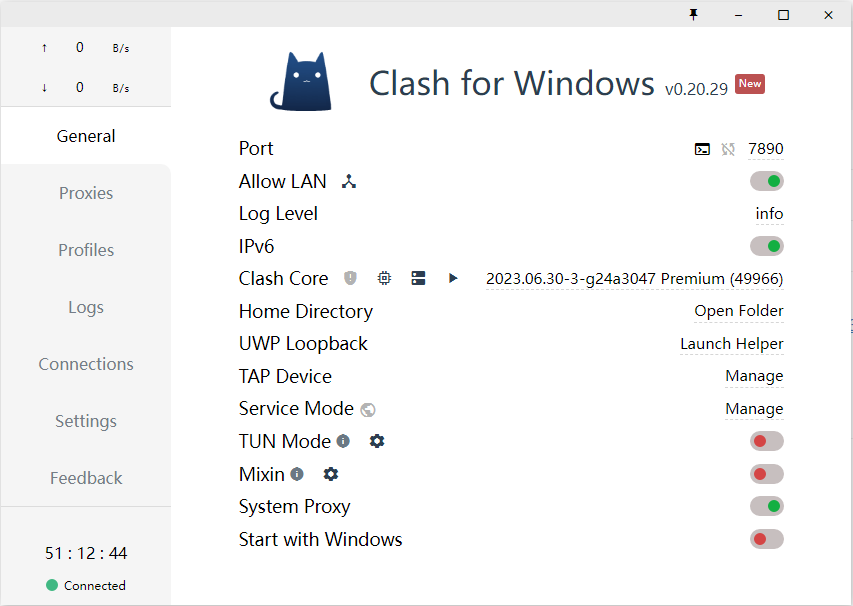 ↑ 0 B/s
↓ 0 B/s
General
Proxies
Profiles
Logs
Connections
Settings
Feedback
51 : 12 : 44
Connected
Clash for Windows v0.20.29 New
Port 7890
Allow LAN
Log Level info
IPv6
Clash Core 2023.06.30-3-g24a3047 Premium (49966)
Home Directory Open Folder
UWP Loopback Launch Helper
TAP Device Manage
Service Mode Manage
TUN Mode
Mixin
System Proxy
Start with Windows